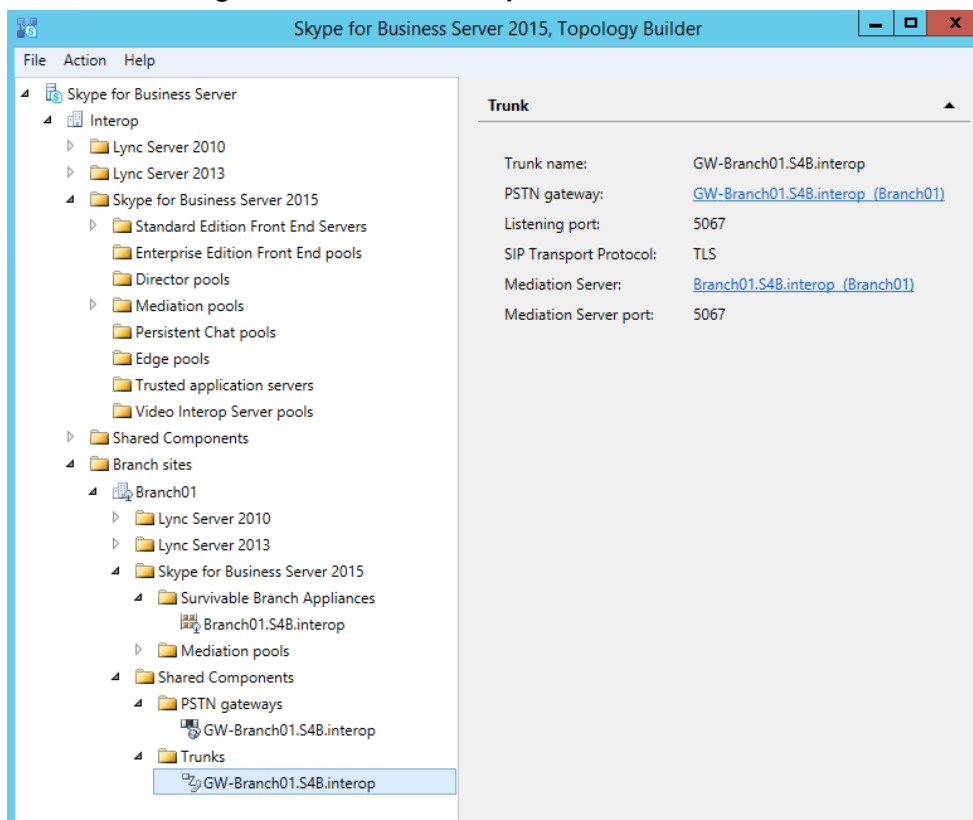 Skype for Business Server 2015, Topology Builder
File Action Help
Skype for Business Server
Interop
Lync Server 2010
Lync Server 2013
Skype for Business Server 2015
Standard Edition Front End Servers
Enterprise Edition Front End pools
Director pools
Mediation pools
Persistent Chat pools
Edge pools
Trusted application servers
Video Interop Server pools
Shared Components
Branch sites
Branch01
Lync Server 2010
Lync Server 2013
Skype for Business Server 2015
Survivable Branch Appliances
Branch01.S4B.interop
Mediation pools
Shared Components
PSTN gateways
GW-Branch01.S4B.interop
Trunks
GW-Branch01.S4B.interop
Trunk
Trunk name: GW-Branch01.S4B.interop
PSTN gateway: GW-Branch01.S4B.interop (Branch01)
Listening port: 5067
SIP Transport Protocol: TLS
Mediation Server: Branch01.S4B.interop (Branch01)
Mediation Server port: 5067